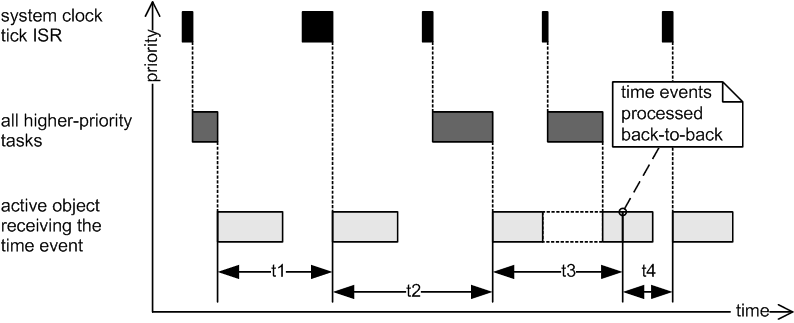 system clock
tick ISR
priority
all higher-priority
tasks
time events
processed
back-to-back
active object
receiving the
time event
t1
t2
t3
t4
time